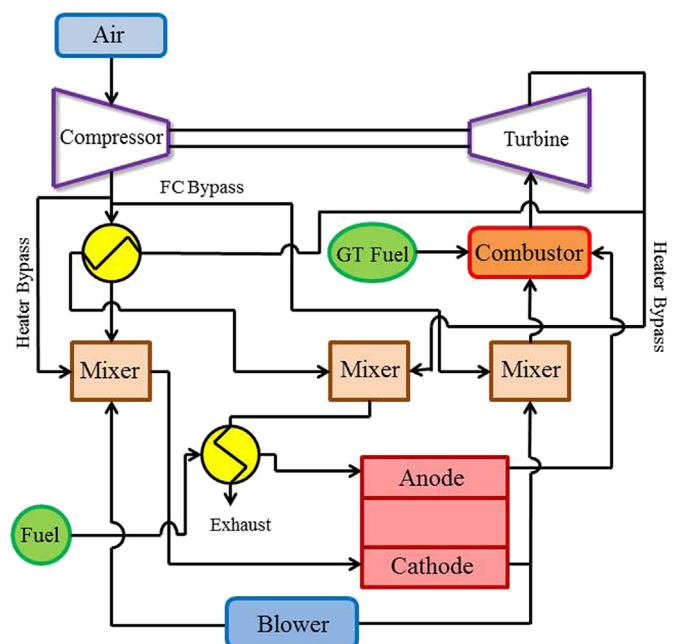 Air
Compressor
Turbine
FC Bypass
Heater Bypass
GT Fuel
Combustor
Heater Bypass
Mixer
Mixer
Mixer
Anode
Fuel
Exhaust
Cathode
Blower